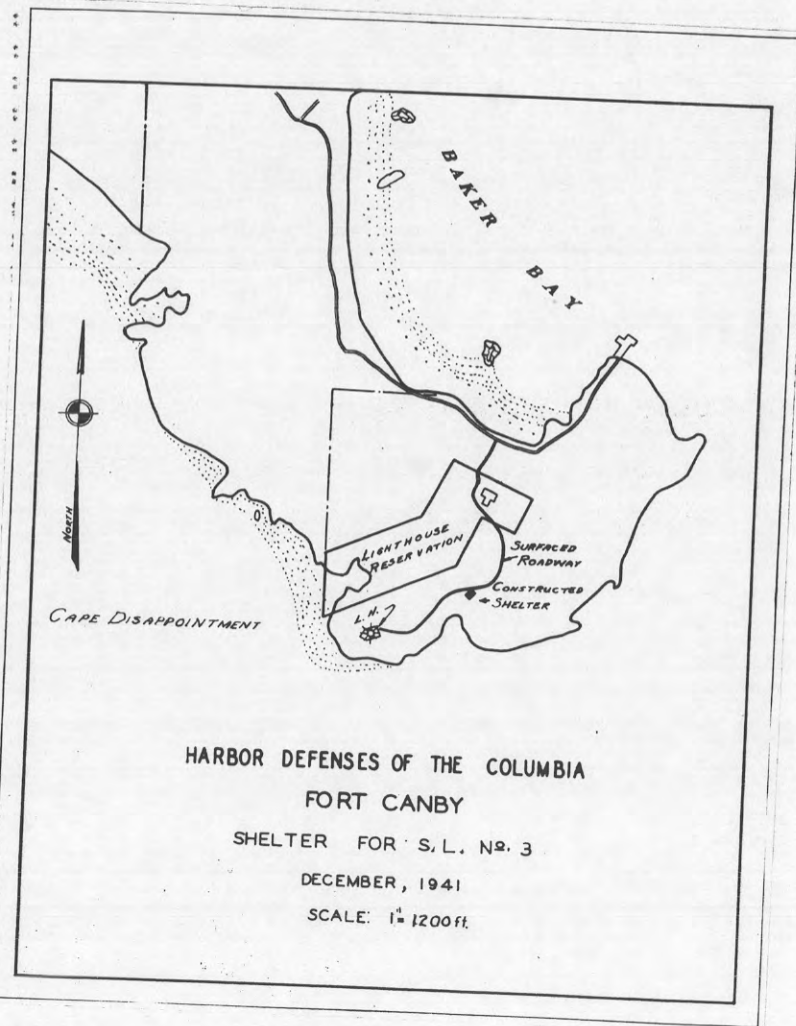 BAKER
BAY
NORTH
LIGHTHOUSE
RESERVATION
SURFACED
ROADWAY
CONSTRUCTED
SHELTER
L.H.
CAPE DISAPPOINTMENT
HARBOR DEFENSES OF THE COLUMBIA
FORT CANBY
SHELTER FOR S.L. Nº. 3
DECEMBER, 1941
SCALE: 1"= 1200 ft.